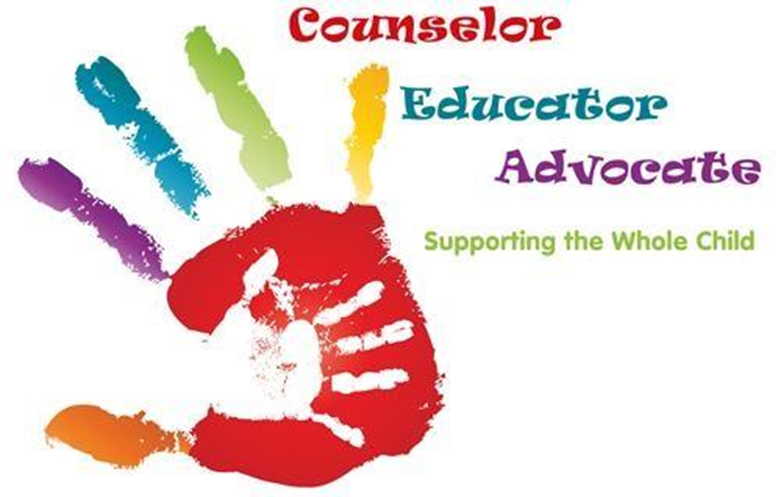 Counselor
Educator
Advocate
Supporting the Whole Child